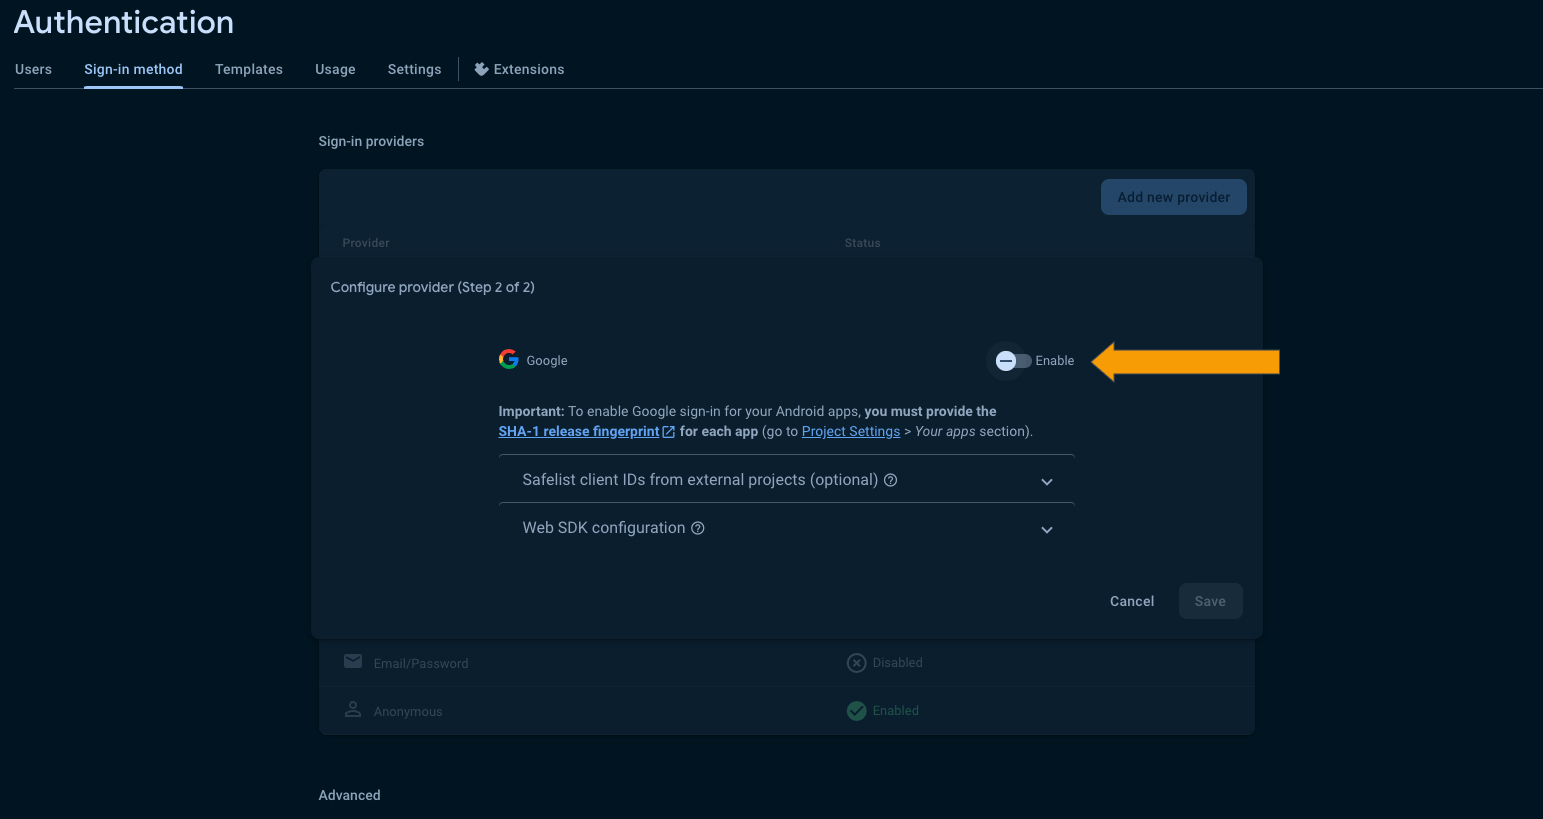 Authentication
Users Sign-in method Templates Usage Settings Extensions
Sign-in providers
Add new provider
Provider Status
Configure provider (Step 2 of 2)
Google Enable
Important: To enable Google sign-in for your Android apps, you must provide the
SHA-1 release fingerprint for each app (go to Project Settings > Your apps section).
Safelist client IDs from external projects (optional)
Web SDK configuration
Cancel Save
Email/Password Disabled
Anonymous Enabled
Advanced